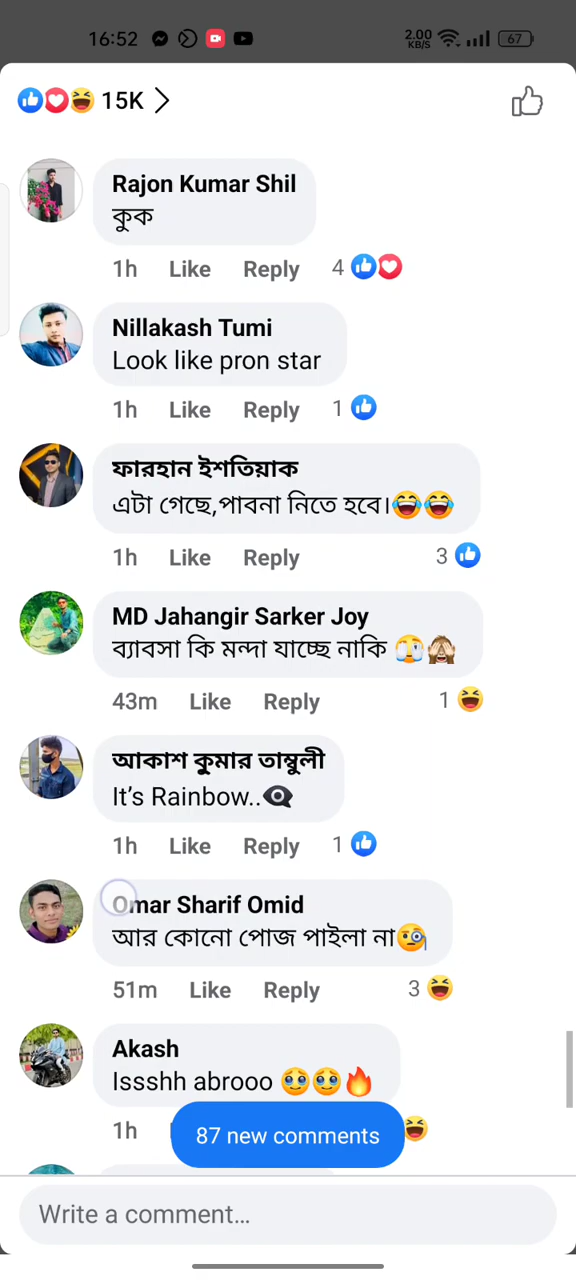 16:52
2.00
KB/S
67
15K
Rajon Kumar Shil
কুক
1h Like Reply 4
Nillakash Tumi
Look like pron star
1h Like Reply 1
ফারহান ইশতিয়াক
এটা গেছে,পাবনা নিতে হবে।😂😂
1h Like Reply 3
MD Jahangir Sarker Joy
ব্যাবসা কি মন্দা যাচ্ছে নাকি 🫣🙈
43m Like Reply 1
আকাশ কুুমার তাম্বুলী
It’s Rainbow..👁️‍🗨️
1h Like Reply 1
Omar Sharif Omid
আর কোনো পোজ পাইলা না🧐
51m Like Reply 3
Akash
Issshh abrooo 🥹🥹🔥
1h
87 new comments
Write a comment...